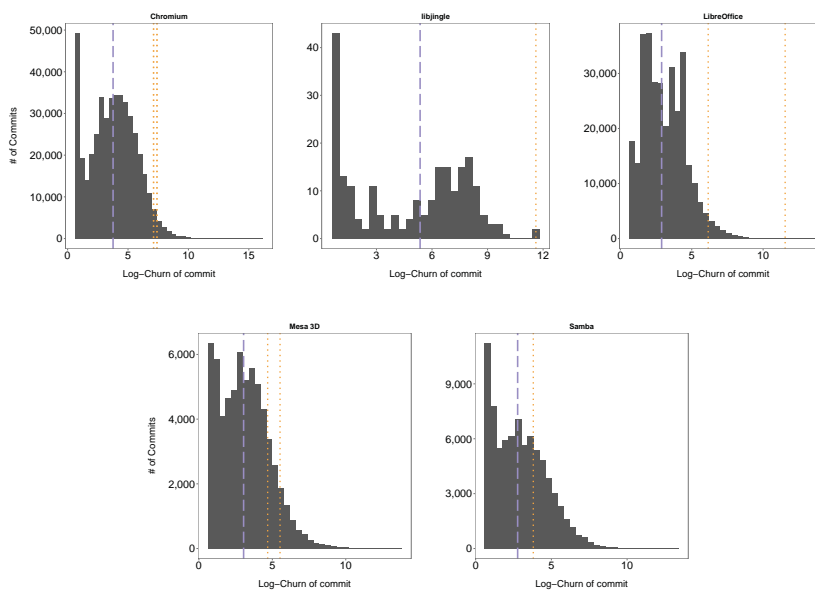 Chromium
libjingle
LibreOffice
# of Commits
50,000
40,000
30,000
20,000
10,000
0
0 5 10 15
Log−Churn of commit
40
30
20
10
0
3 6 9 12
Log−Churn of commit
30,000
20,000
10,000
0
0 5 10
Log−Churn of commit
Mesa 3D
Samba
# of Commits
6,000
4,000
2,000
0
0 5 10
Log−Churn of commit
9,000
6,000
3,000
0
0 5 10
Log−Churn of commit